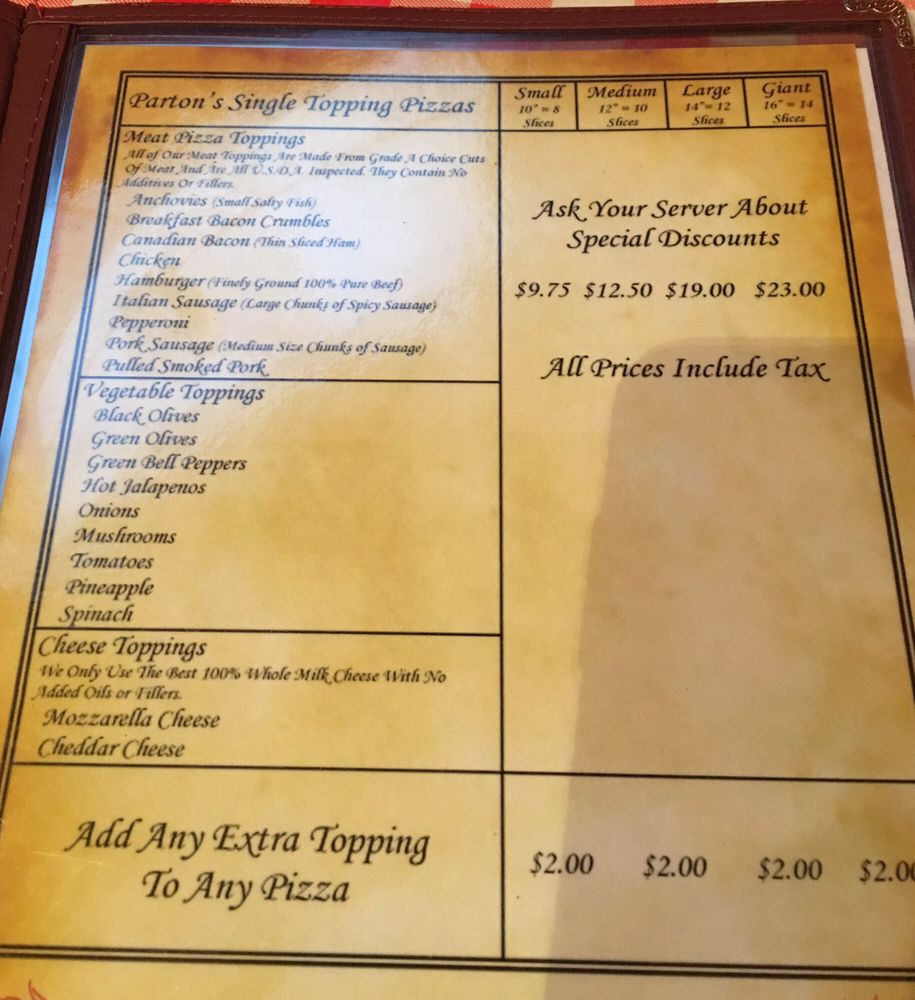 Parton's Single Topping Pizzas
Small Medium Large Giant
10" = 8 12" = 10 14" = 12 16" = 14
Slices Slices Slices Slices
Meat Pizza Toppings
All of Our Meat Toppings Are Made From Grade A Choice Cuts
Of Meat And Are All U.S.D.A. Inspected. They Contain No
Additives Or Fillers.
Anchovies (Small Salty Fish)
Breakfast Bacon Crumbles
Canadian Bacon (Thin Sliced Ham)
Chicken
Hamburger (Finely Ground 100% Pure Beef)
Italian Sausage (Large Chunks of Spicy Sausage)
Pepperoni
Pork Sausage (Medium Size Chunks of Sausage)
Pulled Smoked Pork
Ask Your Server About
Special Discounts
$9.75 $12.50 $19.00 $23.00
All Prices Include Tax
Vegetable Toppings
Black Olives
Green Olives
Green Bell Peppers
Hot Jalapenos
Onions
Mushrooms
Tomatoes
Pineapple
Spinach
Cheese Toppings
We Only Use The Best 100% Whole Milk Cheese With No
Added Oils or Fillers.
Mozzarella Cheese
Cheddar Cheese
Add Any Extra Topping
To Any Pizza
$2.00 $2.00 $2.00 $2.00